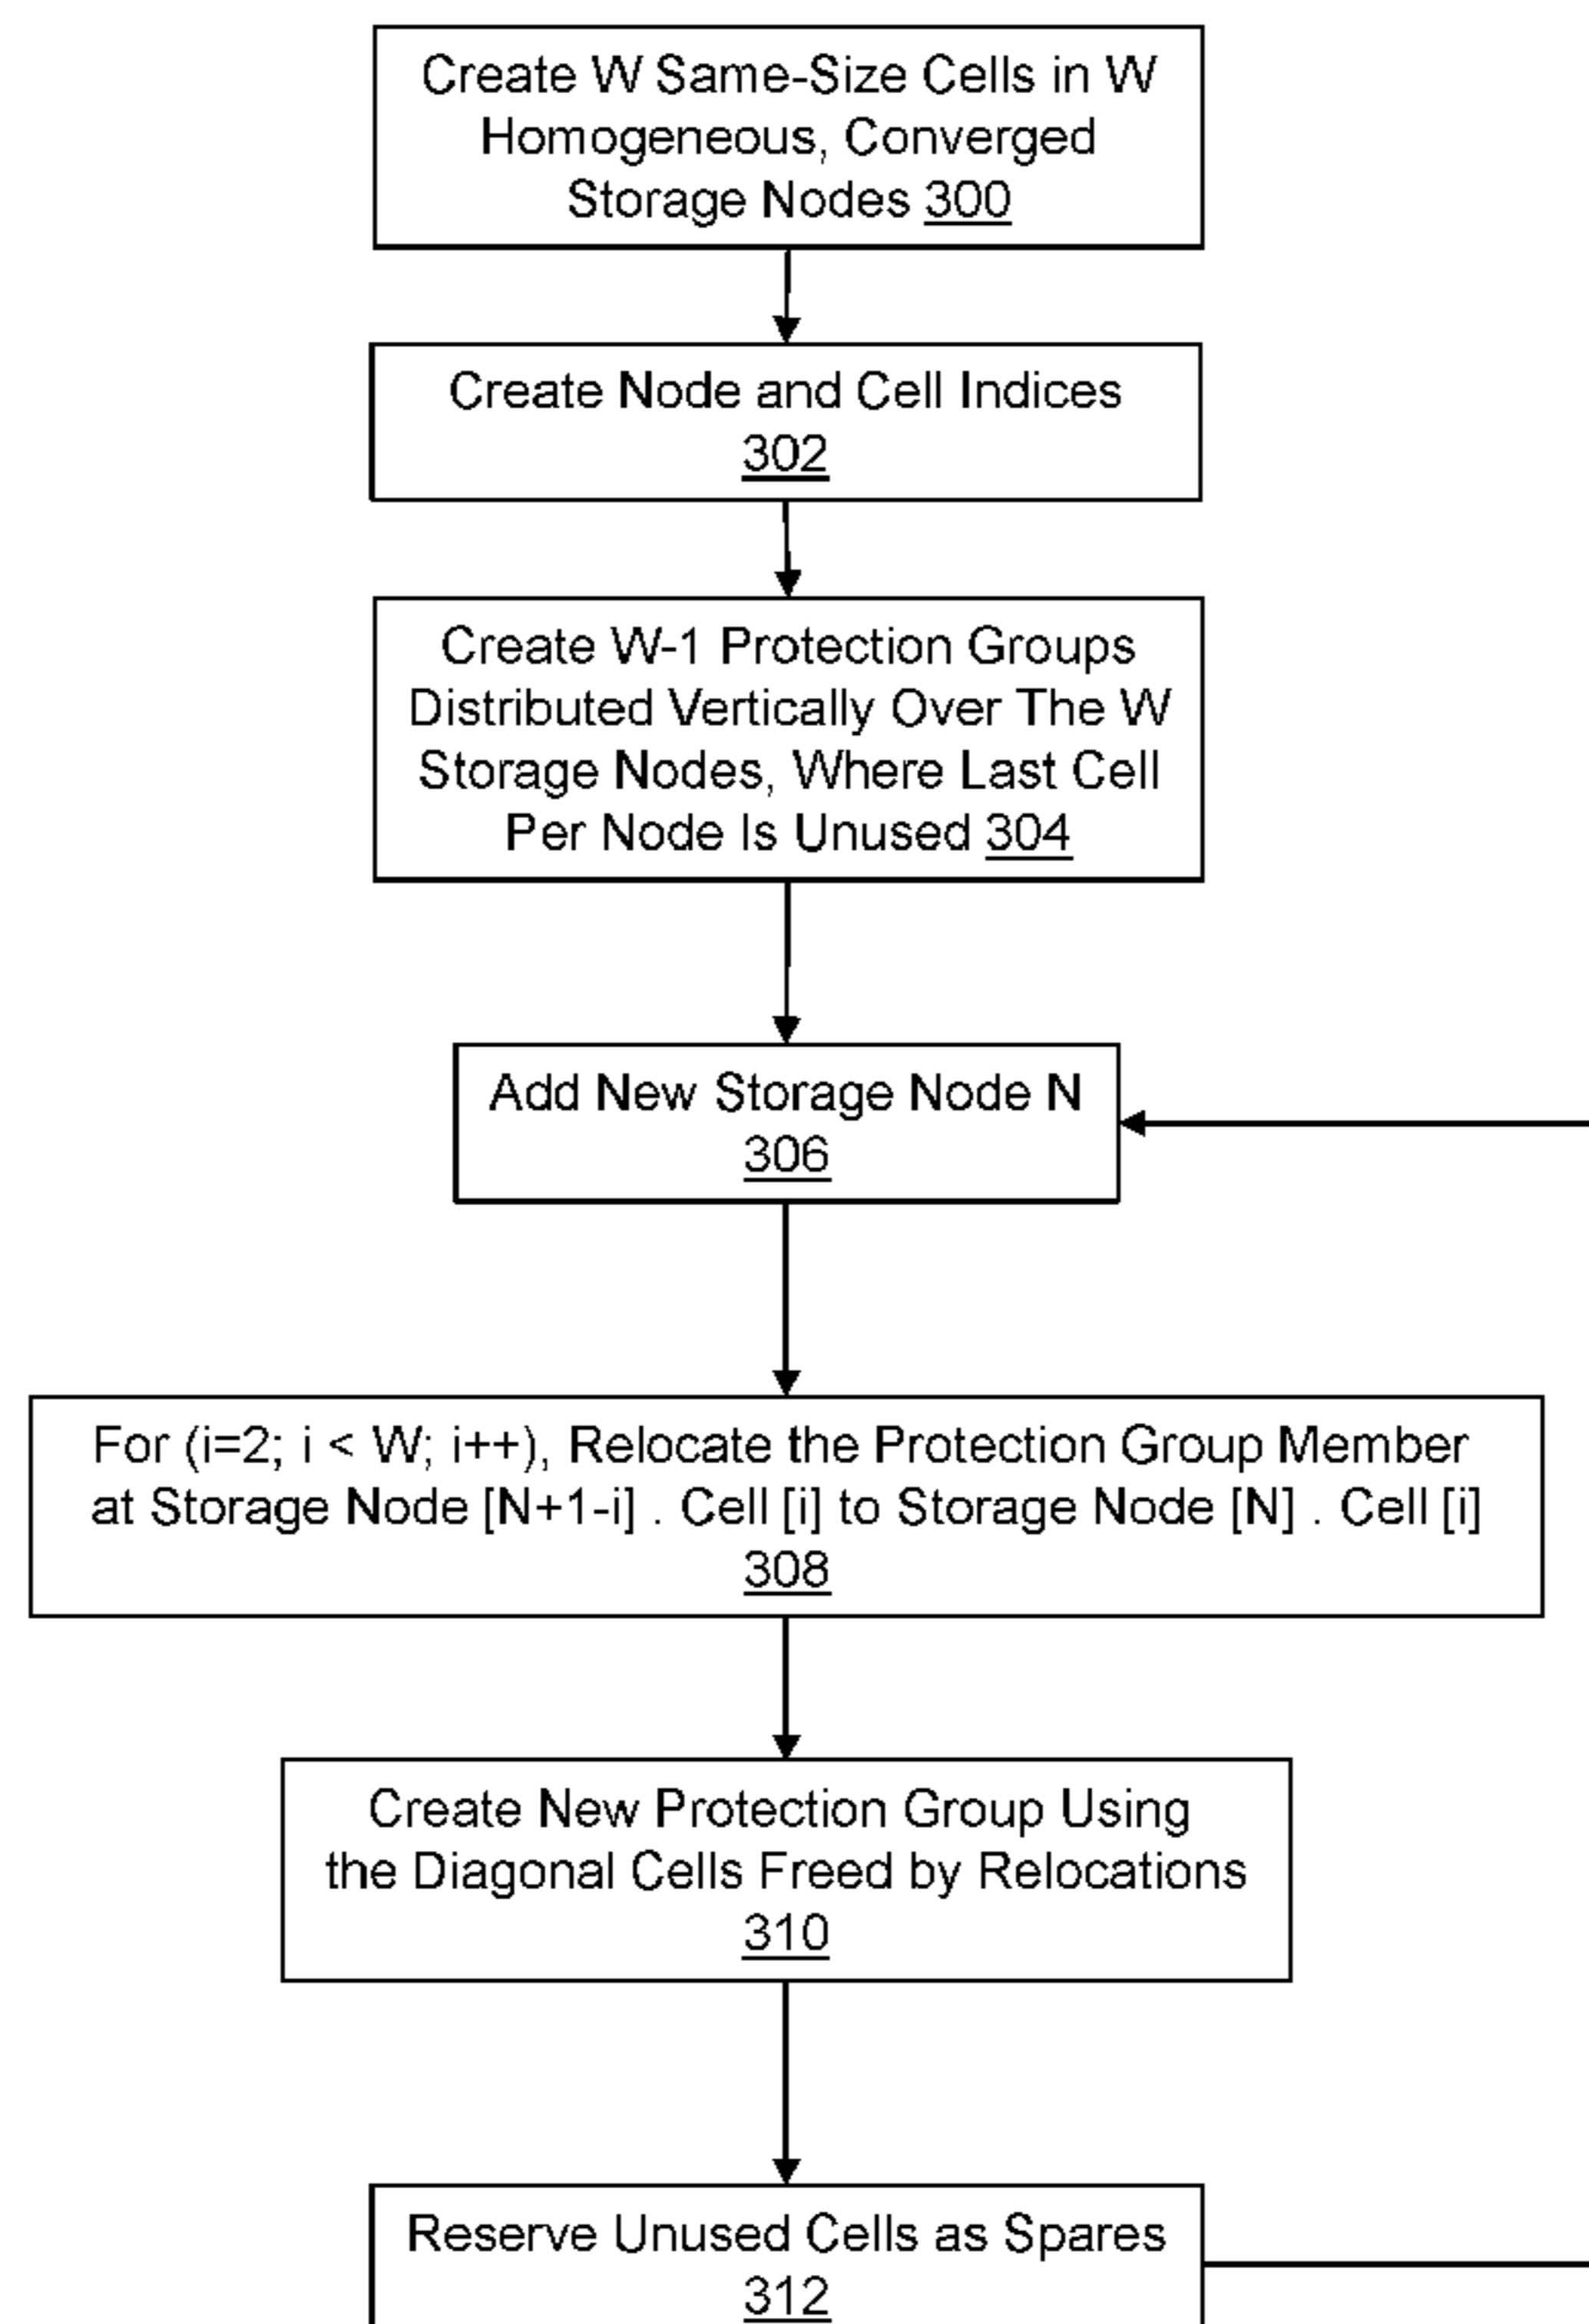 Create W Same-Size Cells in W
Homogeneous, Converged
Storage Nodes 300
Create Node and Cell Indices
302
Create W-1 Protection Groups
Distributed Vertically Over The W
Storage Nodes, Where Last Cell
Per Node Is Unused 304
Add New Storage Node N
306
For (i=2; i < W; i++), Relocate the Protection Group Member
at Storage Node [N+1-i] . Cell [i] to Storage Node [N] . Cell [i]
308
Create New Protection Group Using
the Diagonal Cells Freed by Relocations
310
Reserve Unused Cells as Spares
312